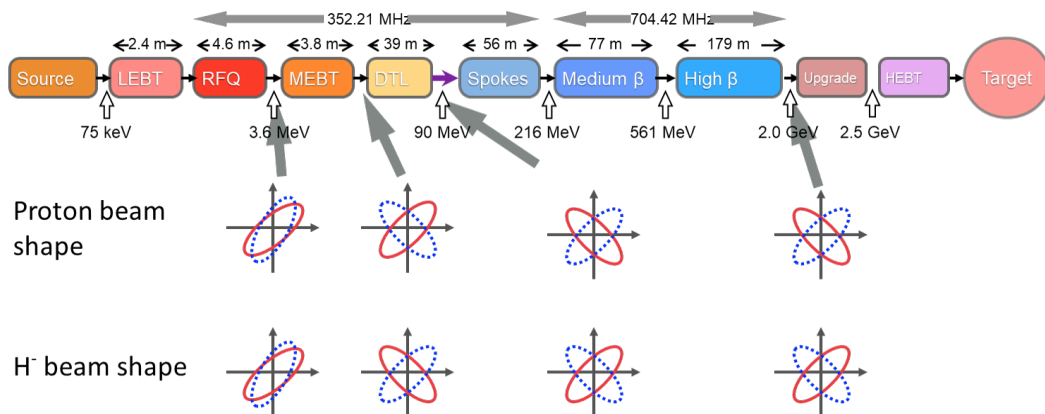 352.21 MHz 704.42 MHz
2.4 m 4.6 m 3.8 m 39 m 56 m 77 m 179 m
Source LEBT RFQ MEBT DTL Spokes Medium β High β Upgrade HEBT Target
75 keV 3.6 MeV 90 MeV 216 MeV 561 MeV 2.0 GeV 2.5 GeV
Proton beam
shape
H⁻ beam shape